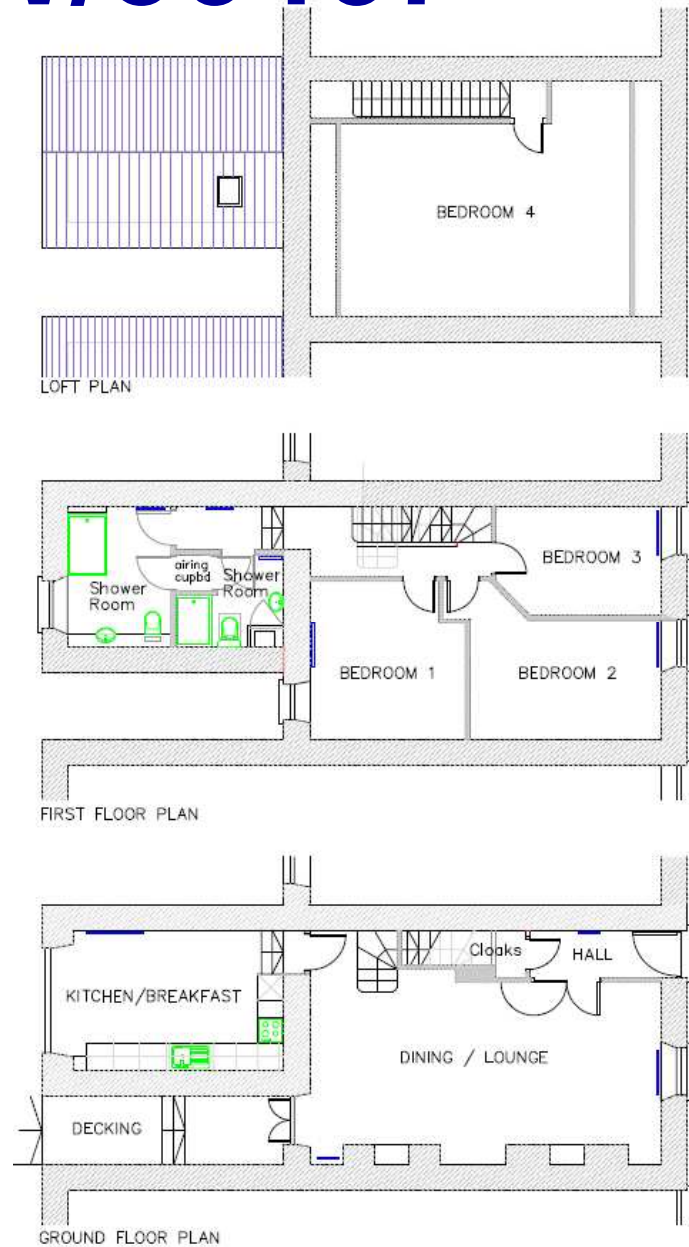 BEDROOM 4
LOFT PLAN
BEDROOM 3
airing
cupbd
Shower
Room
Shower
Room
BEDROOM 1
BEDROOM 2
FIRST FLOOR PLAN
Cloaks
HALL
KITCHEN/BREAKFAST
DINING / LOUNGE
DECKING
GROUND FLOOR PLAN